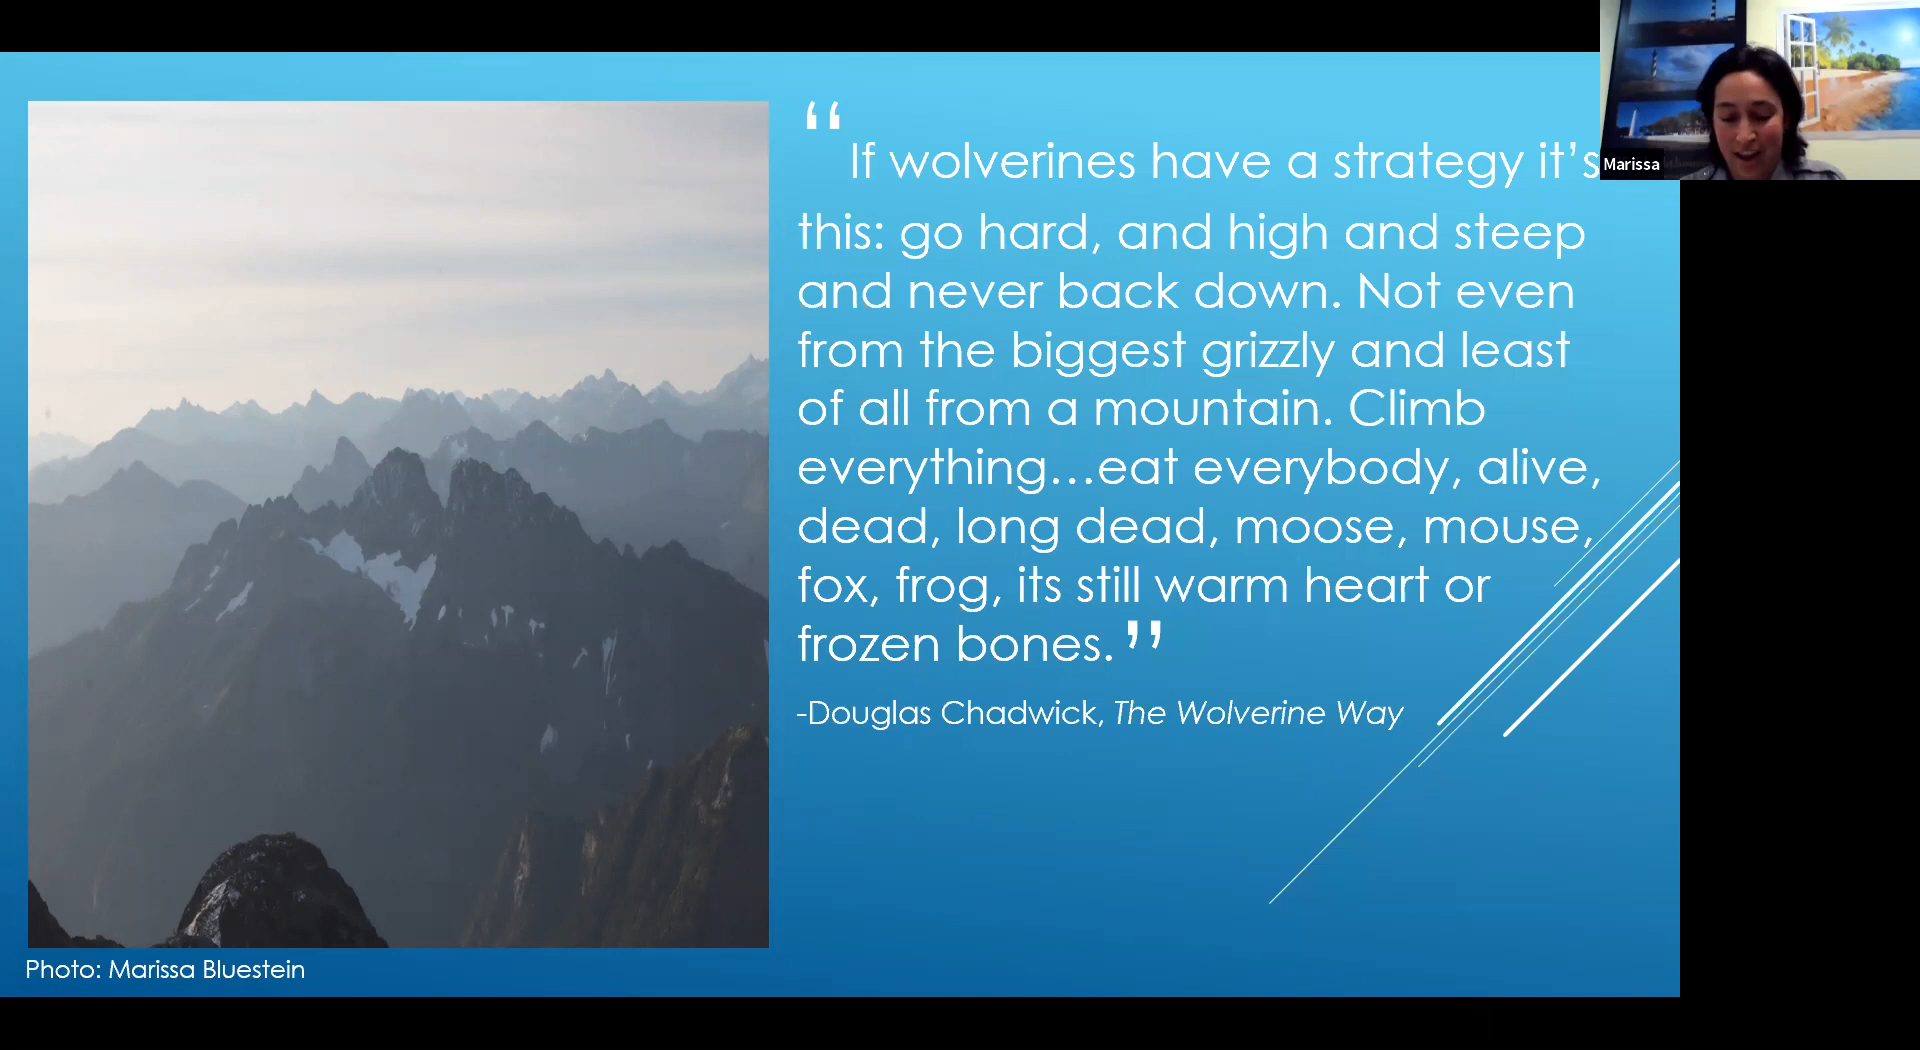 “ If wolverines have a strategy it’s
this: go hard, and high and steep
and never back down. Not even
from the biggest grizzly and least
of all from a mountain. Climb
everything…eat everybody, alive,
dead, long dead, moose, mouse,
fox, frog, its still warm heart or
frozen bones.”
-Douglas Chadwick, The Wolverine Way
Photo: Marissa Bluestein
Marissa